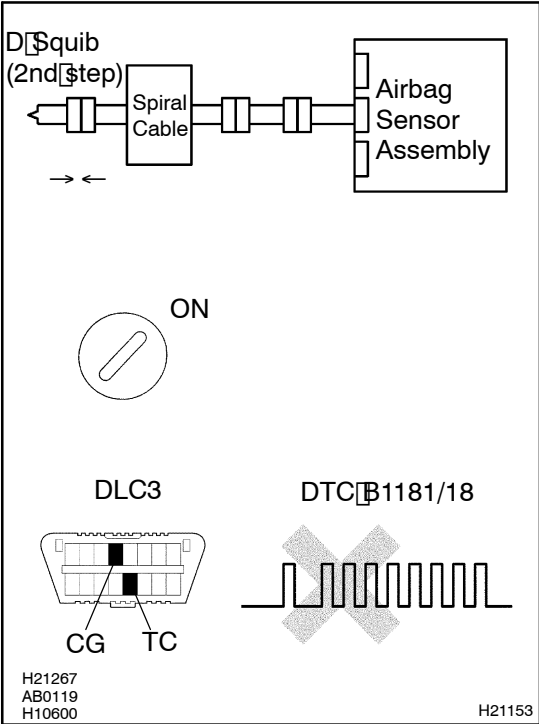 D▯Squib
(2nd▯step)
Spiral
Cable
Airbag
Sensor
Assembly
ON
DLC3
DTC▯B1181/18
CG
TC
H21267
AB0119
H10600
H21153